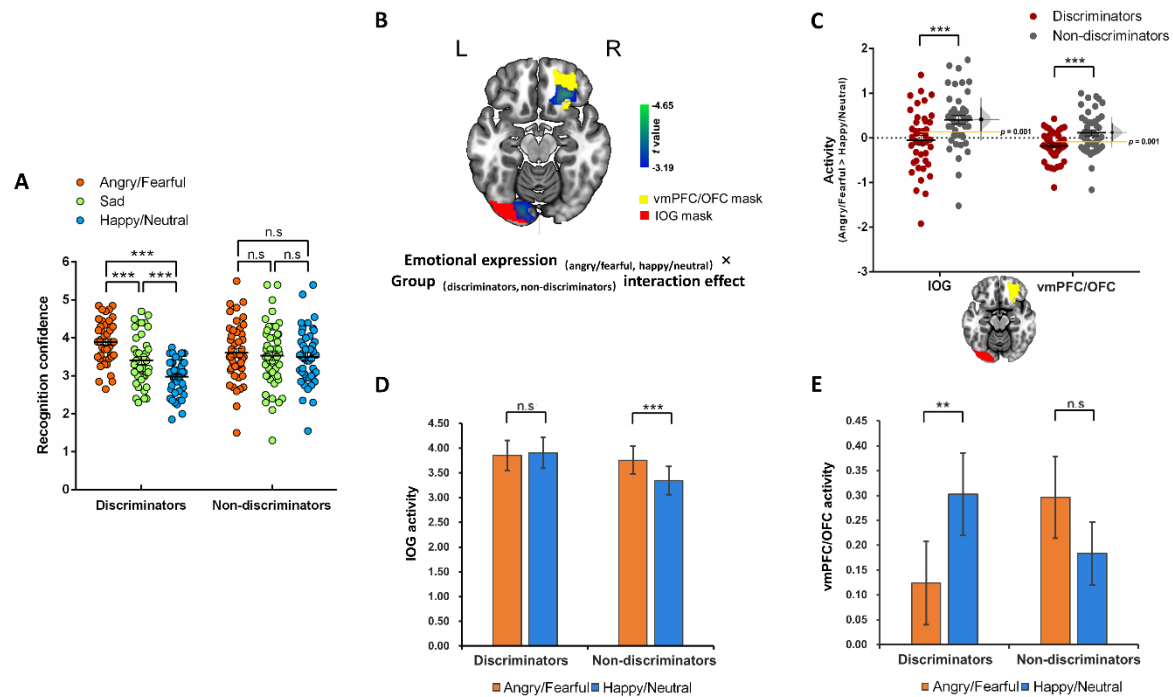 A
Angry/Fearful
Sad
Happy/Neutral
Recognition confidence
6
5
4
3
2
1
0
***
***
***
n.s
n.s
n.s
Discriminators
Non-discriminators
B
L
R
-4.65
z value
-3.19
vmPFC/OFC mask
IOG mask
Emotional expression (angry/fearful, happy/neutral) ×
Group (discriminators, non-discriminators) interaction effect
C
Discriminators
Non-discriminators
Activity
(Angry/Fearful > Happy/Neutral)
2
1
0
-1
-2
-3
***
***
p = 0.001
p = 0.001
IOG
vmPFC/OFC
D
IOG activity
5.00
4.50
4.00
3.50
3.00
2.50
2.00
1.50
1.00
0.50
0.00
n.s
***
Discriminators
Non-discriminators
Angry/Fearful
Happy/Neutral
E
vmPFC/OFC activity
0.45
0.40
0.35
0.30
0.25
0.20
0.15
0.10
0.05
0.00
**
n.s
Discriminators
Non-discriminators
Angry/Fearful
Happy/Neutral